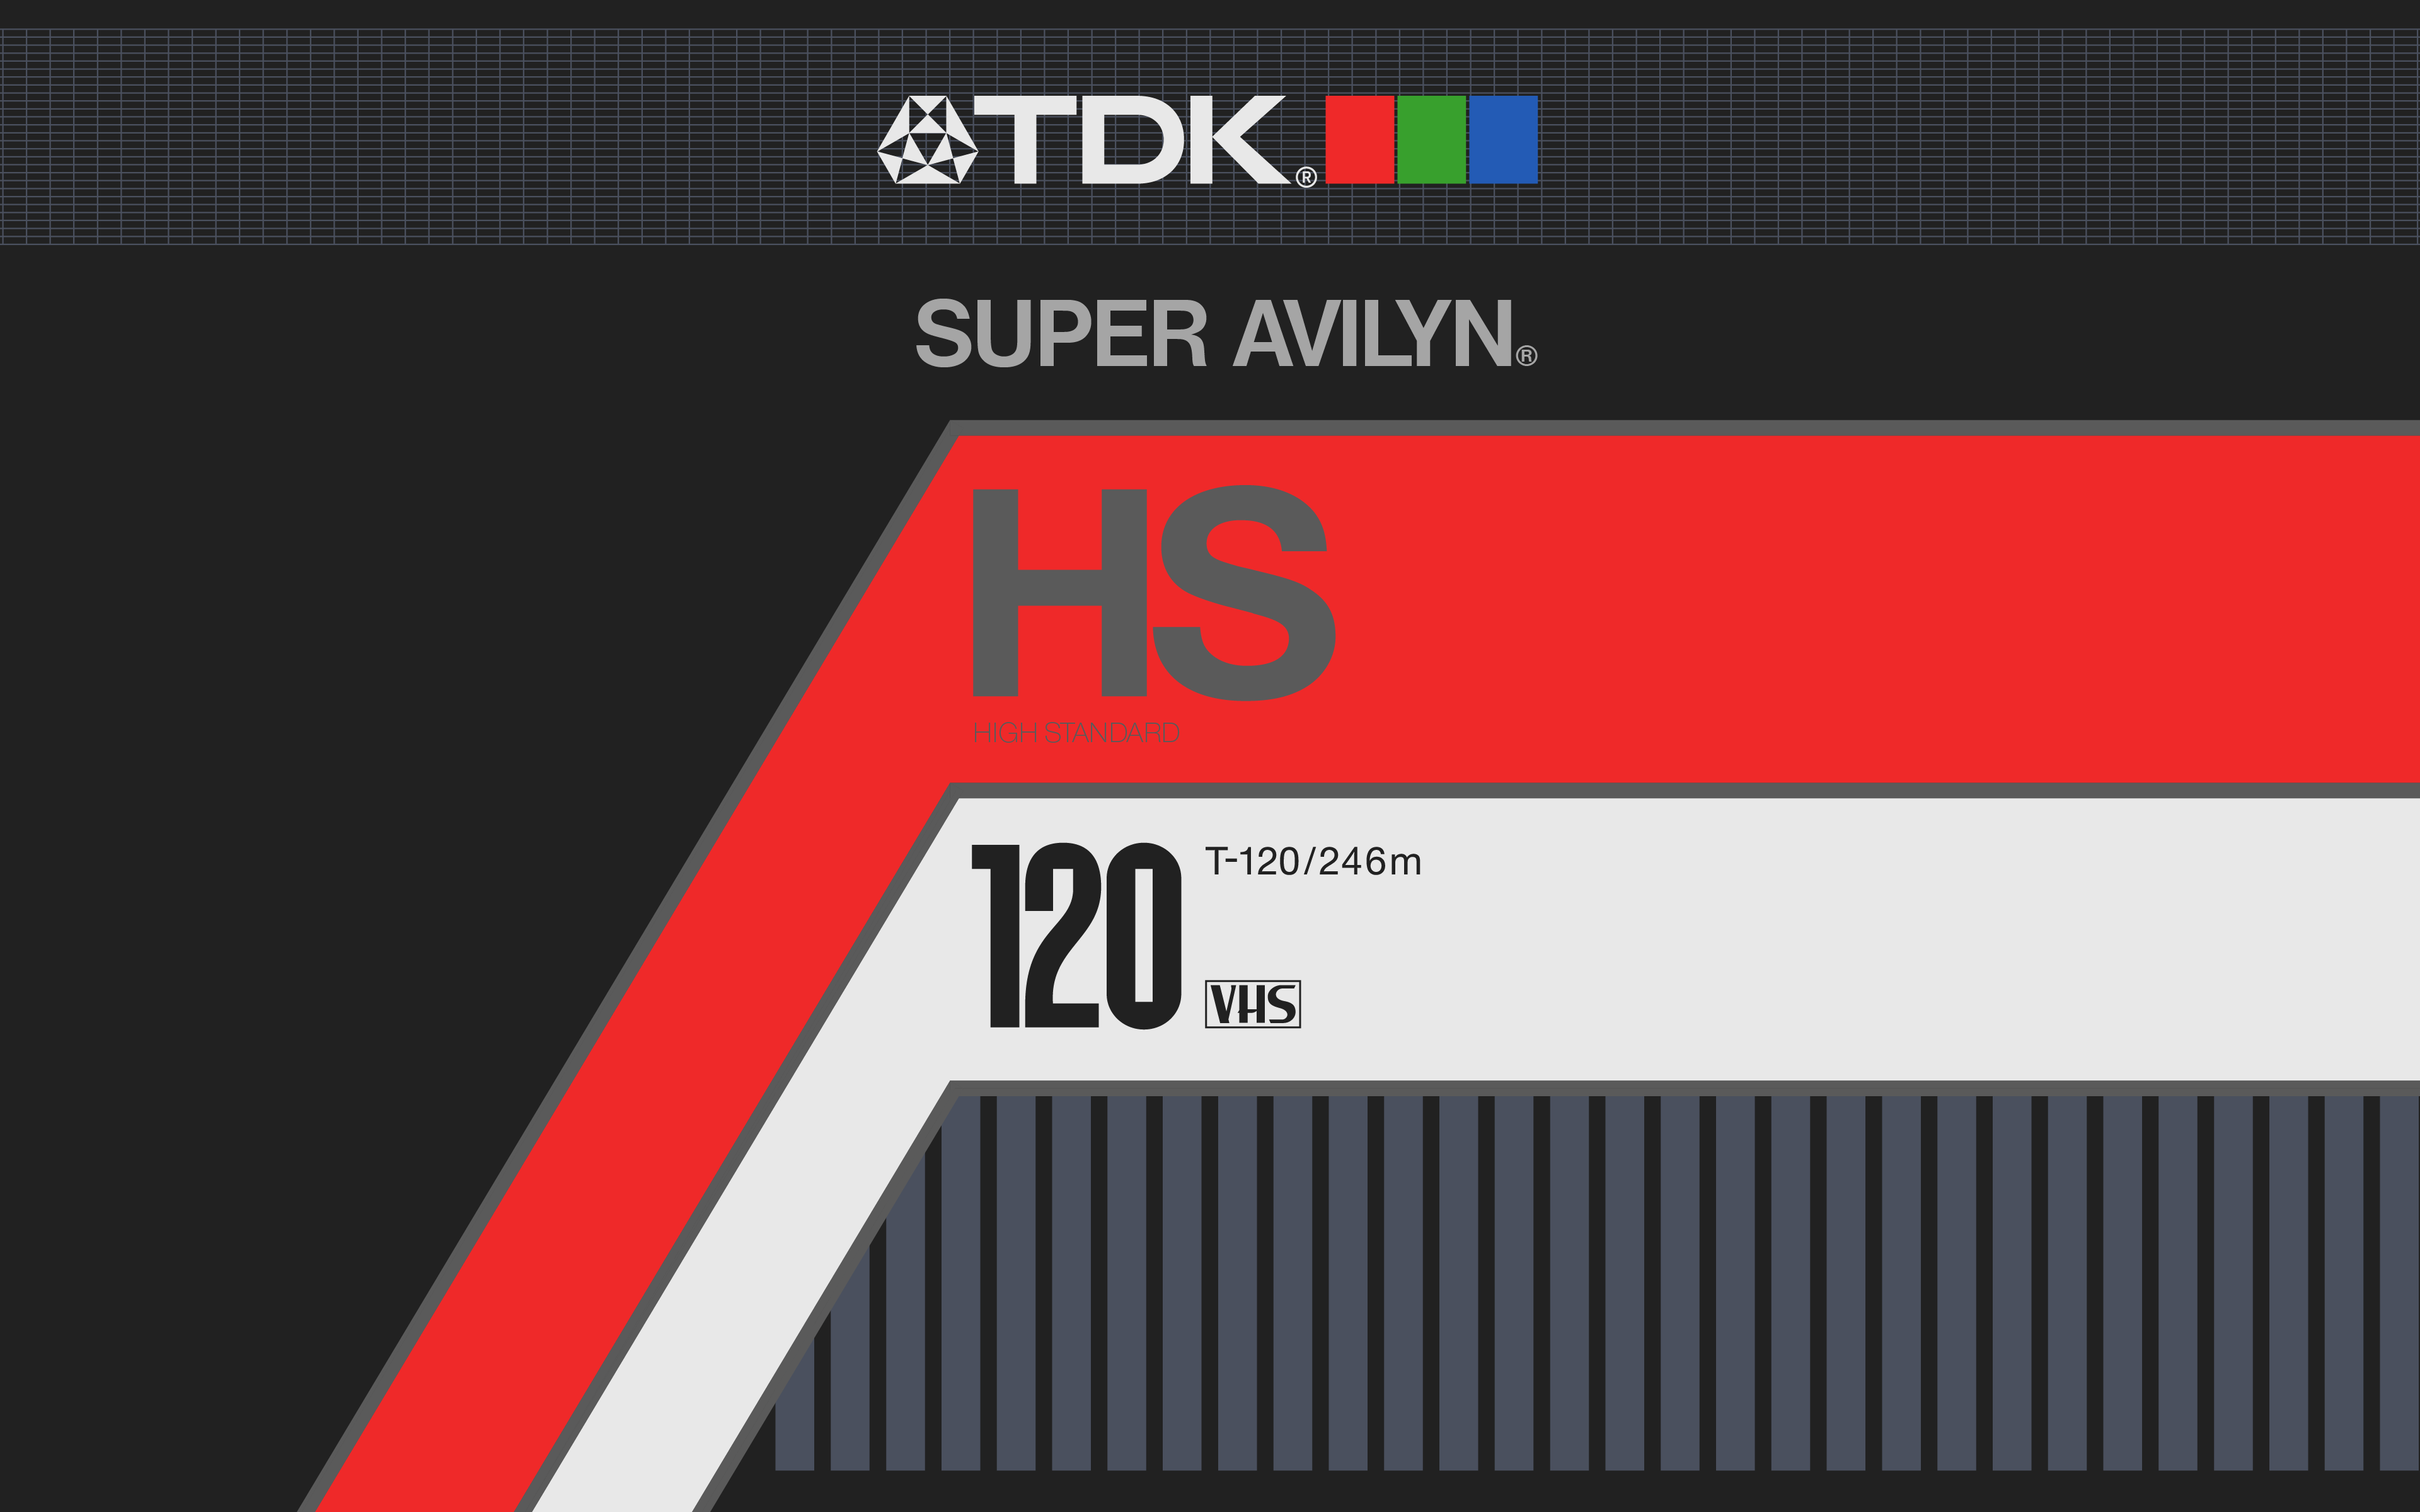 TDK®
SUPER AVILYN®
HS
HIGH STANDARD
120
T-120/246m
VHS